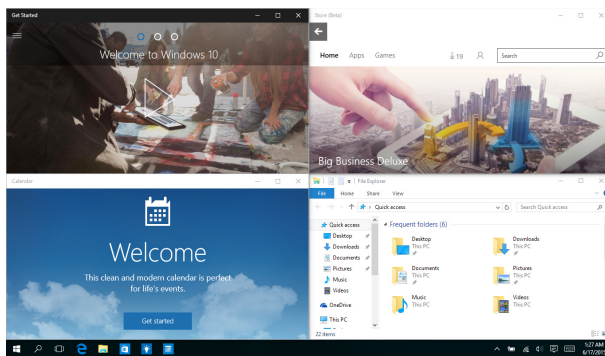 Get Started
Welcome to Windows 10
Store (Beta)
Home Apps Games 19 Search
Big Business Deluxe
Calendar
Welcome
This clean and modern calendar is perfect
for life's events.
Get started
File Explorer
File Home Share View
Quick access
Search Quick access
Quick access
Desktop
Downloads
Documents
Pictures
Music
Videos
OneDrive
This PC
22 items
Frequent folders (6)
Desktop
This PC
Downloads
This PC
Documents
This PC
Pictures
This PC
Music
This PC
Videos
This PC
1:27 AM